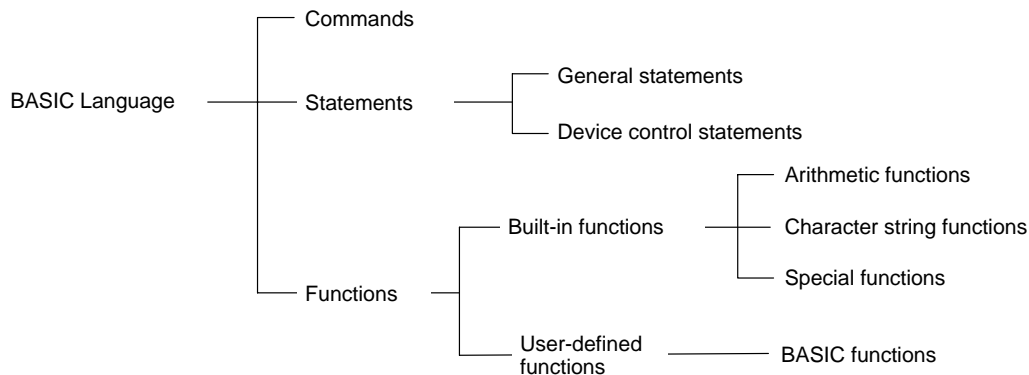 Commands
General statements
BASIC Language
Statements
Device control statements
Arithmetic functions
Built-in functions
Character string functions
Special functions
Functions
User-defined
functions
BASIC functions